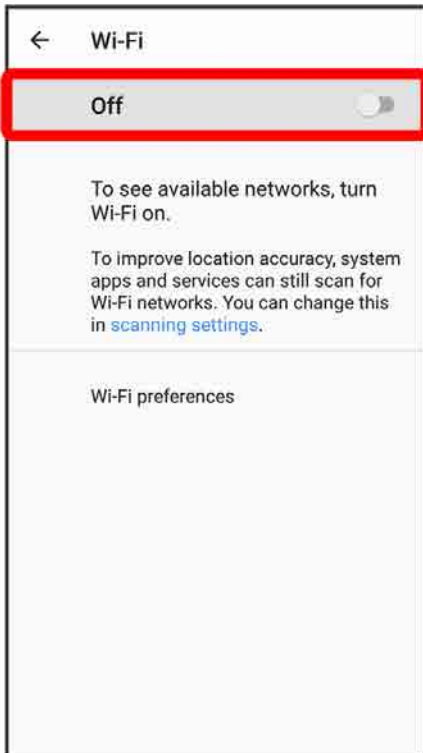 Wi-Fi
Off
To see available networks, turn
Wi-Fi on.
To improve location accuracy, system
apps and services can still scan for
Wi-Fi networks. You can change this
in scanning settings.
Wi-Fi preferences